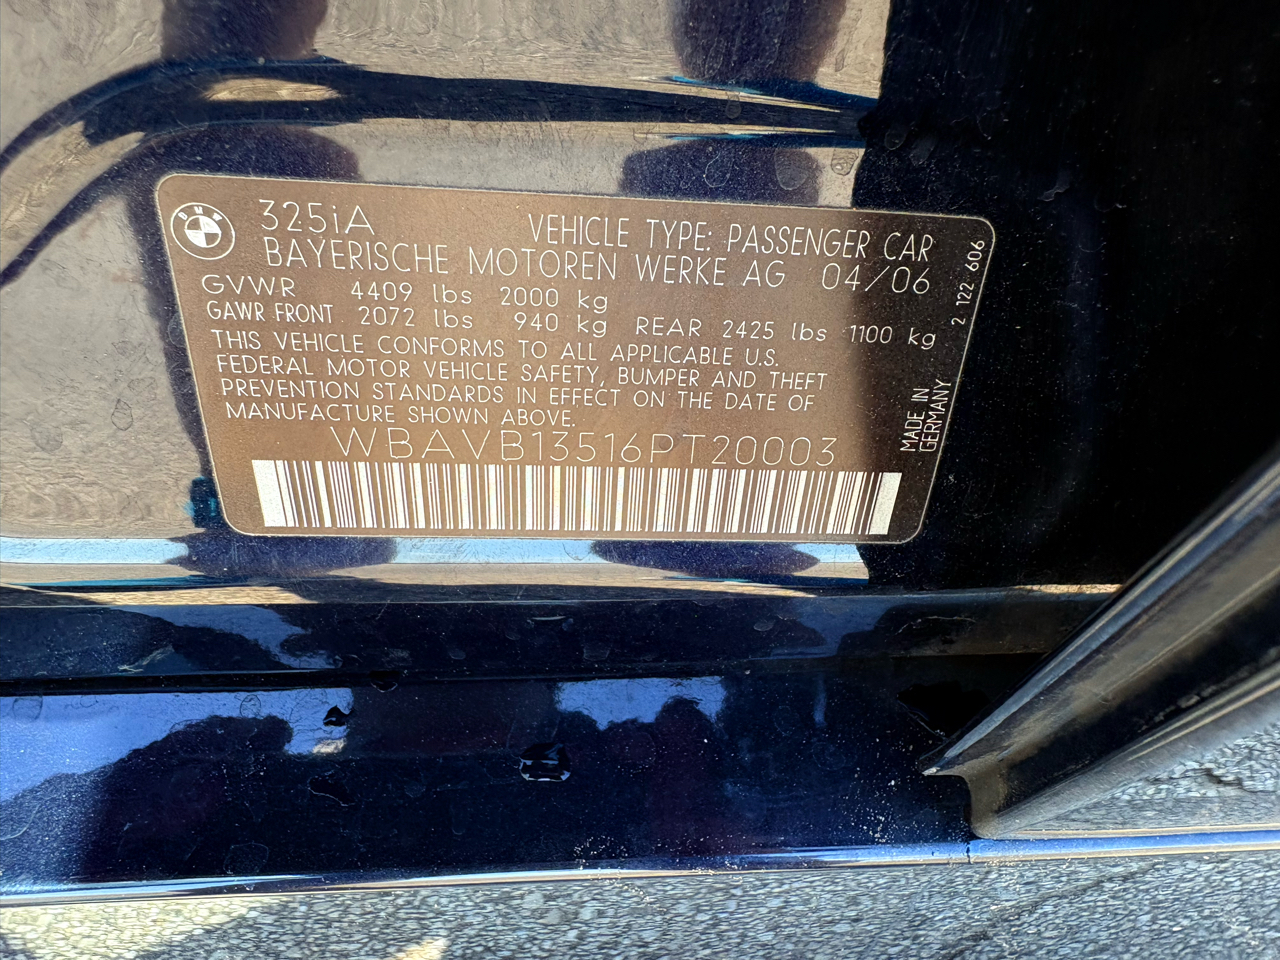 BMW
325iA VEHICLE TYPE: PASSENGER CAR
BAYERISCHE MOTOREN WERKE AG 04/06
GVWR 4409 lbs 2000 kg
GAWR FRONT 2072 lbs 940 kg REAR 2425 lbs 1100 kg
THIS VEHICLE CONFORMS TO ALL APPLICABLE U.S.
FEDERAL MOTOR VEHICLE SAFETY, BUMPER AND THEFT
PREVENTION STANDARDS IN EFFECT ON THE DATE OF
MANUFACTURE SHOWN ABOVE.
WBAVB13516PT20003
2 122 606
MADE IN
GERMANY